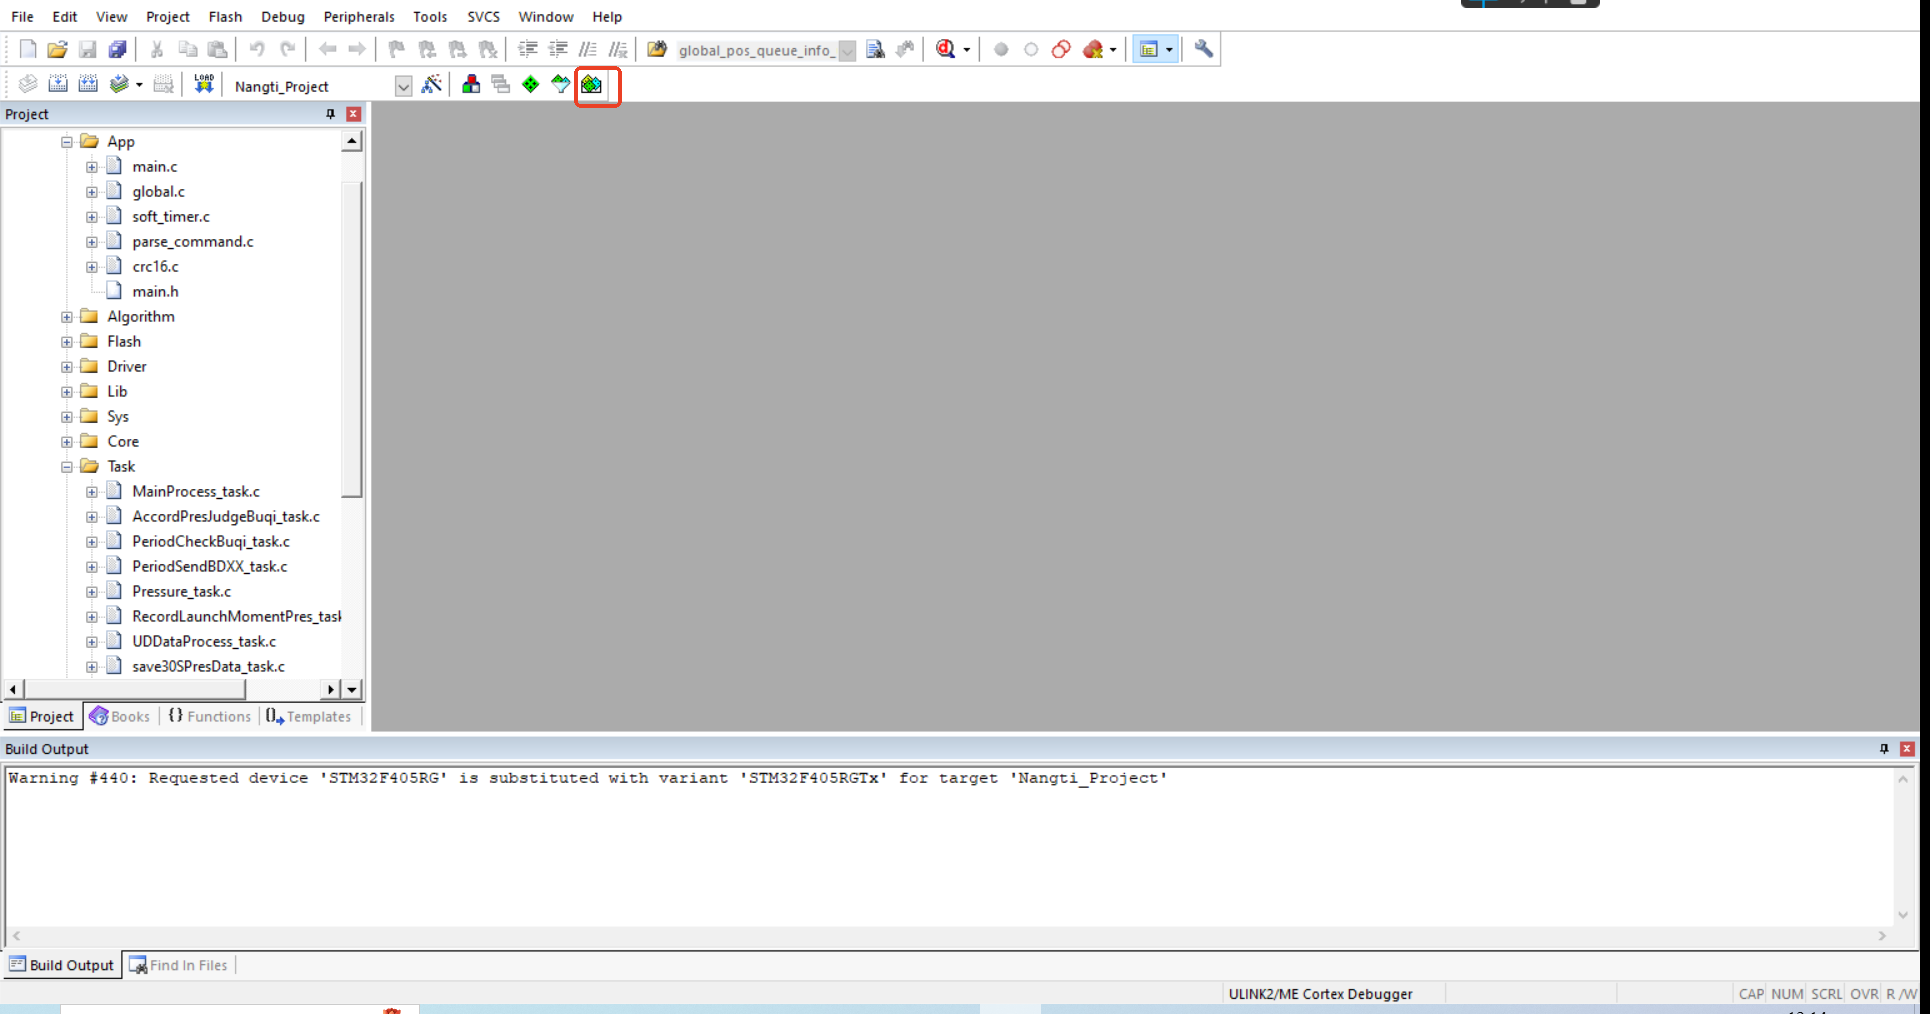 File Edit View Project Flash Debug Peripherals Tools SVCS Window Help
global_pos_queue_info_
LOAD Nangti_Project
Project
App
main.c
global.c
soft_timer.c
parse_command.c
crc16.c
main.h
Algorithm
Flash
Driver
Lib
Sys
Core
Task
MainProcess_task.c
AccordPresJudgeBuqi_task.c
PeriodCheckBuqi_task.c
PeriodSendBDXX_task.c
Pressure_task.c
RecordLaunchMomentPres_task
UDDataProcess_task.c
save30SPresData_task.c
Project Books {} Functions Templates
Build Output
Warning #440: Requested device 'STM32F405RG' is substituted with variant 'STM32F405RGTx' for target 'Nangti_Project'
Build Output Find In Files
ULINK2/ME Cortex Debugger CAP NUM SCRL OVR R/W